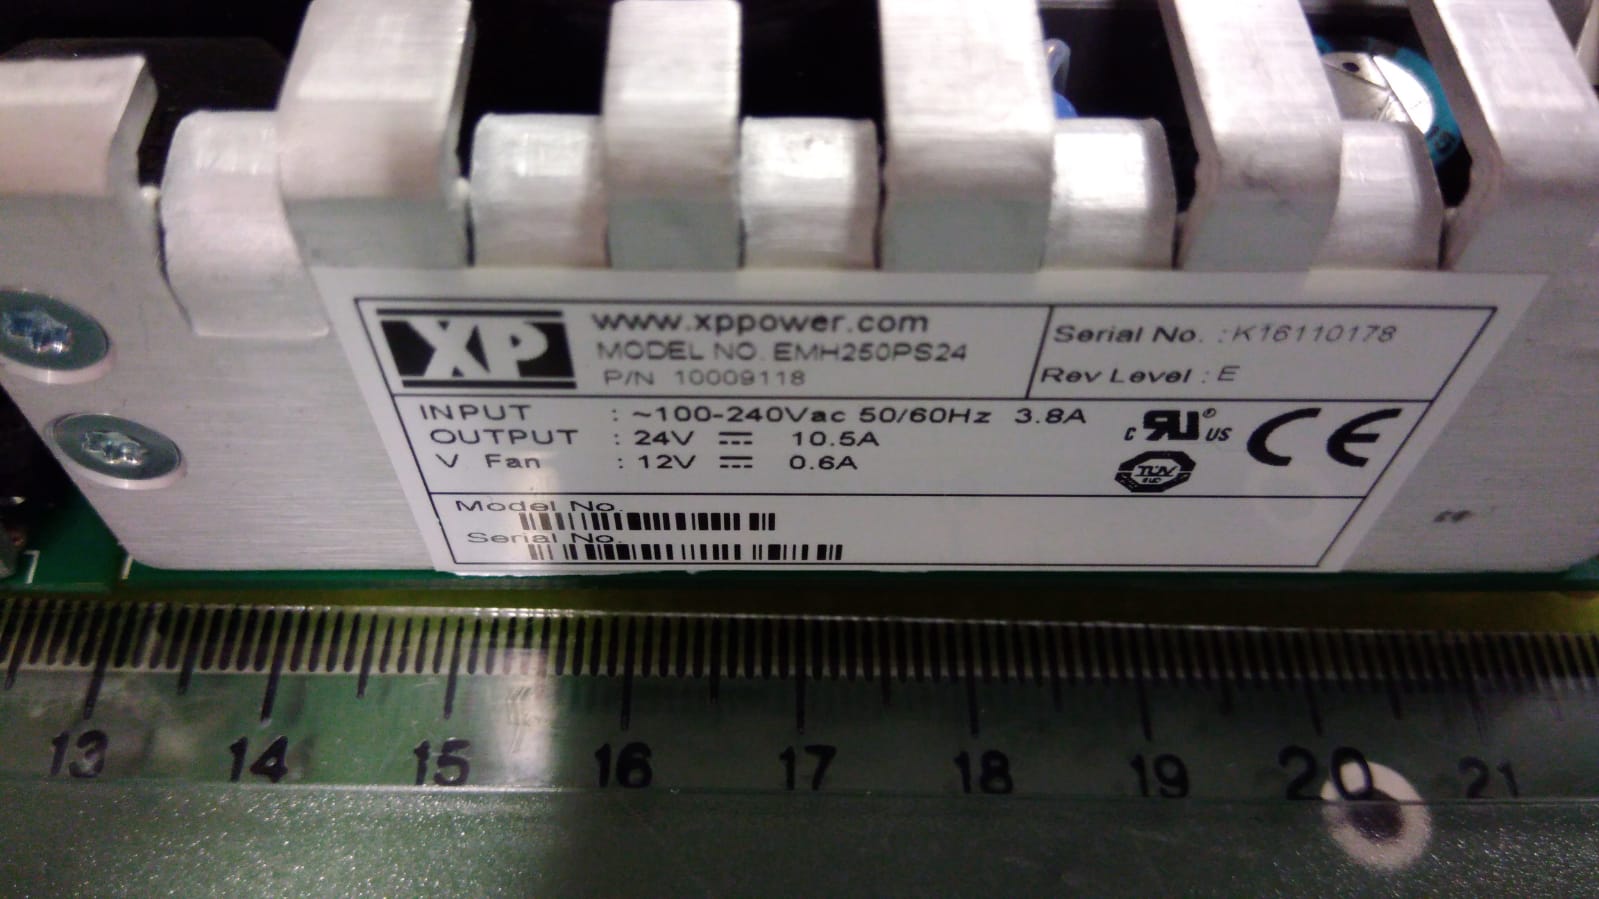 XP
www.xppower.com
MODEL NO. EMH250PS24
P/N 10009118
Serial No. : K16110178
Rev Level : E
INPUT : ~100-240Vac 50/60Hz 3.8A
OUTPUT : 24V ⎓ 10.5A
V Fan : 12V ⎓ 0.6A
c RU ® US
CE
TÜV
Model No.
Serial No.
13 14 15 16 17 18 19 20 21